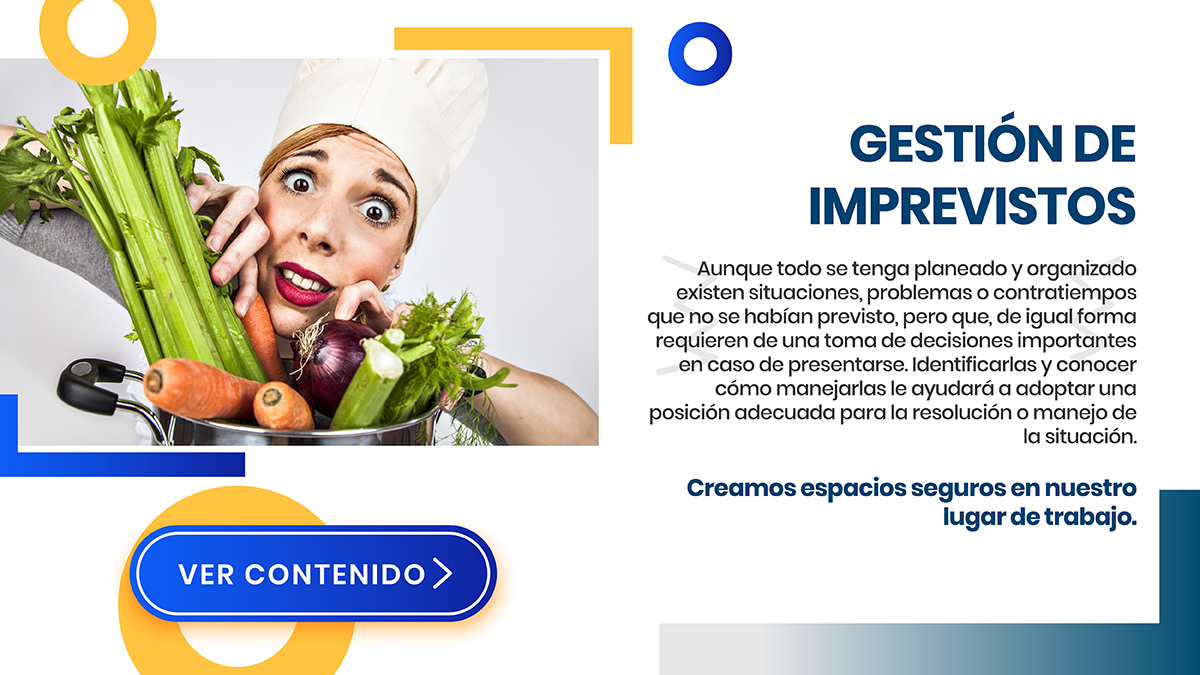 GESTIÓN DE
IMPREVISTOS
Aunque todo se tenga planeado y organizado
existen situaciones, problemas o contratiempos
que no se habían previsto, pero que, de igual forma
requieren de una toma de decisiones importantes
en caso de presentarse. Identificarlas y conocer
cómo manejarlas le ayudará a adoptar una
posición adecuada para la resolución o manejo de
la situación.
Creamos espacios seguros en nuestro
lugar de trabajo.
VER CONTENIDO